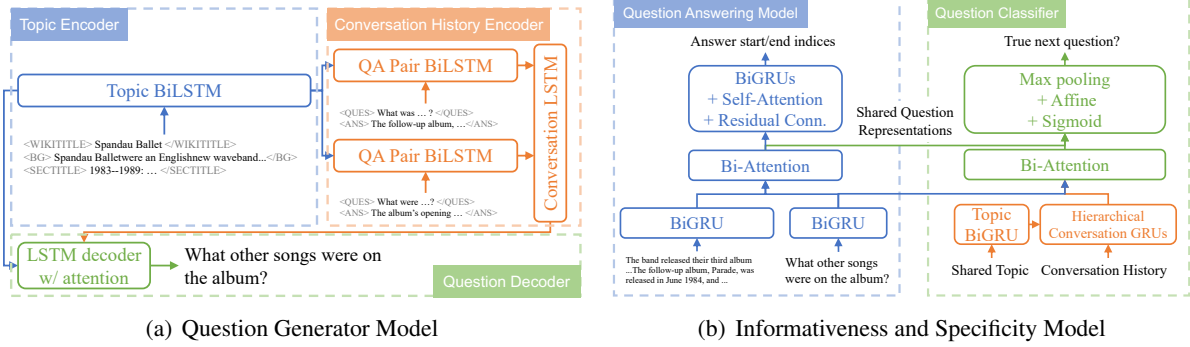 Topic Encoder
Topic BiLSTM
<WIKITITLE> Spandau Ballet </WIKITITLEW>
<BG> Spandau Balletwere an Englishnew waveband...</BG>
<SECTITLE> 1983--1989: … </SECTITLE>
Conversation History Encoder
QA Pair BiLSTM
<QUES> What was … ? </QUES>
<ANS> The follow-up album, … </ANS>
QA Pair BiLSTM
<QUES> What were …? </QUES>
<ANS> The album's opening … </ANS>
Conversation LSTM
LSTM decoder
w/ attention
What other songs were on
the album?
Question Decoder
(a) Question Generator Model
Question Answering Model
Answer start/end indices
BiGRUs
+ Self-Attention
+ Residual Conn.
Bi-Attention
BiGRU
BiGRU
The band released their third album
...The follow-up album, Parade, was
released in June 1984, and ...
What other songs
were on the album?
Shared Question
Representations
Question Classifier
True next question?
Max pooling
+ Affine
+ Sigmoid
Bi-Attention
Topic
BiGRU
Hierarchical
Conversation GRUs
Shared Topic
Conversation History
(b) Informativeness and Specificity Model